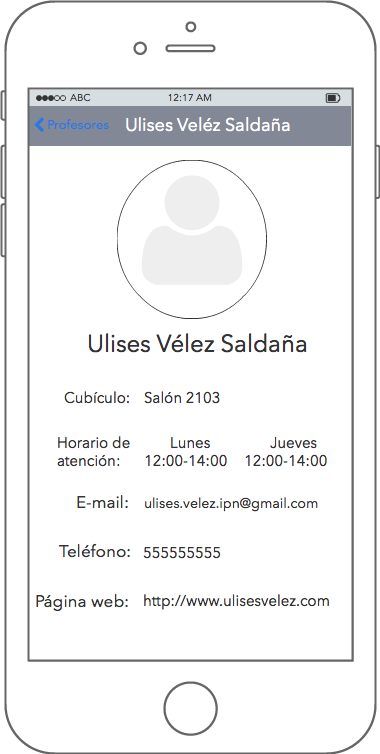 ABC 12:17 AM
Profesores Ulises Veléz Saldaña
Ulises Vélez Saldaña
Cubículo: Salón 2103
Horario de Lunes Jueves
atención: 12:00-14:00 12:00-14:00
E-mail: ulises.velez.ipn@gmail.com
Teléfono: 555555555
Página web: http://www.ulisesvelez.com